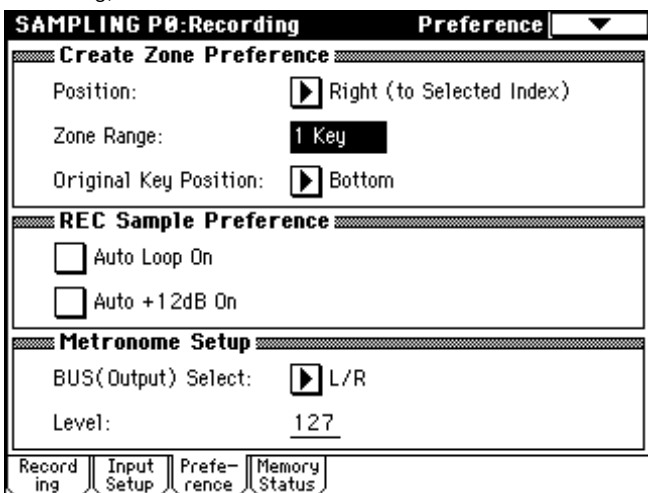 SAMPLING P0:Recording Preference
Create Zone Preference
Position: Right (to Selected Index)
Zone Range: 1 Key
Original Key Position: Bottom
REC Sample Preference
Auto Loop On
Auto +12dB On
Metronome Setup
BUS(Output) Select: L/R
Level: 127
Record Input Prefe- Memory
ing Setup rence Status